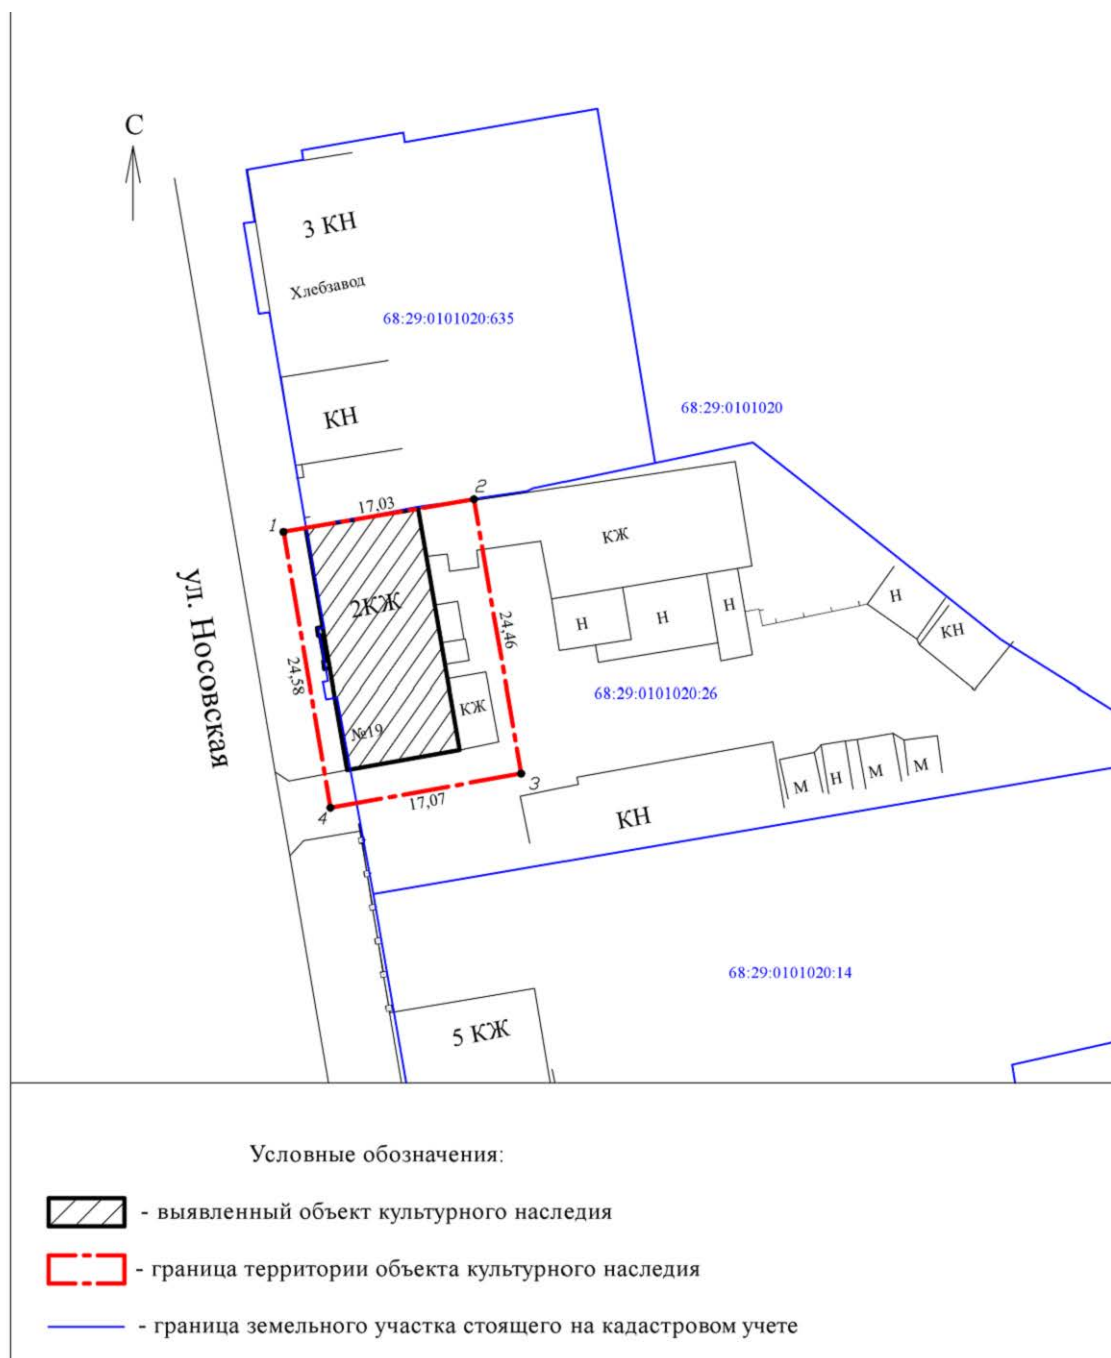 С
3 КН
Хлебзавод
68:29:0101020:635
68:29:0101020
КН
1
17,03
2
КЖ
2КЖ
ул. Носовская
24,58
24,46
Н
Н
Н
Н
КН
68:29:0101020:26
КЖ
№19
4
17,07
3
КН
М
Н
М
М
68:29:0101020:14
5 КЖ
Условные обозначения:
- выявленный объект культурного наследия
- граница территории объекта культурного наследия
- граница земельного участка стоящего на кадастровом учете